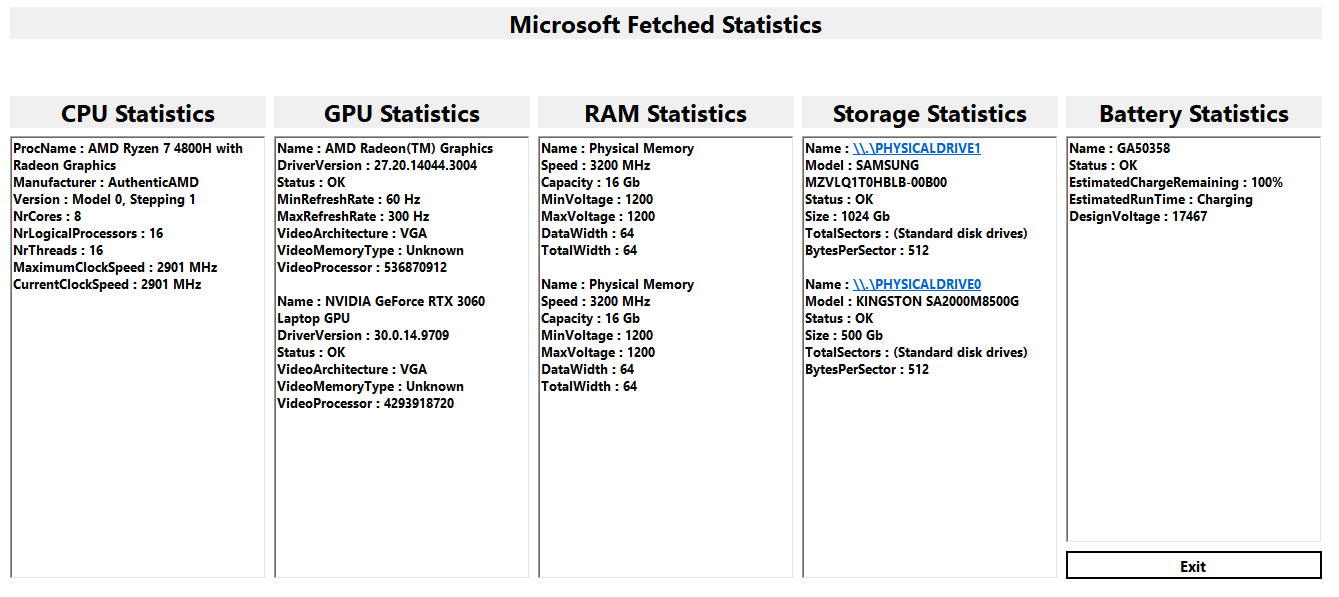 Microsoft Fetched Statistics
CPU Statistics
ProcName : AMD Ryzen 7 4800H with
Radeon Graphics
Manufacturer : AuthenticAMD
Version : Model 0, Stepping 1
NrCores : 8
NrLogicalProcessors : 16
NrThreads : 16
MaximumClockSpeed : 2901 MHz
CurrentClockSpeed : 2901 MHz
GPU Statistics
Name : AMD Radeon(TM) Graphics
DriverVersion : 27.20.14044.3004
Status : OK
MinRefreshRate : 60 Hz
MaxRefreshRate : 300 Hz
VideoArchitecture : VGA
VideoMemoryType : Unknown
VideoProcessor : 536870912
Name : NVIDIA GeForce RTX 3060
Laptop GPU
DriverVersion : 30.0.14.9709
Status : OK
VideoArchitecture : VGA
VideoMemoryType : Unknown
VideoProcessor : 4293918720
RAM Statistics
Name : Physical Memory
Speed : 3200 MHz
Capacity : 16 Gb
MinVoltage : 1200
MaxVoltage : 1200
DataWidth : 64
TotalWidth : 64
Name : Physical Memory
Speed : 3200 MHz
Capacity : 16 Gb
MinVoltage : 1200
MaxVoltage : 1200
DataWidth : 64
TotalWidth : 64
Storage Statistics
Name : \\.\PHYSICALDRIVE1
Model : SAMSUNG
MZVLQ1T0HBLB-00B00
Status : OK
Size : 1024 Gb
TotalSectors : (Standard disk drives)
BytesPerSector : 512
Name : \\.\PHYSICALDRIVE0
Model : KINGSTON SA2000M8500G
Status : OK
Size : 500 Gb
TotalSectors : (Standard disk drives)
BytesPerSector : 512
Battery Statistics
Name : GA50358
Status : OK
EstimatedChargeRemaining : 100%
EstimatedRunTime : Charging
DesignVoltage : 17467
Exit